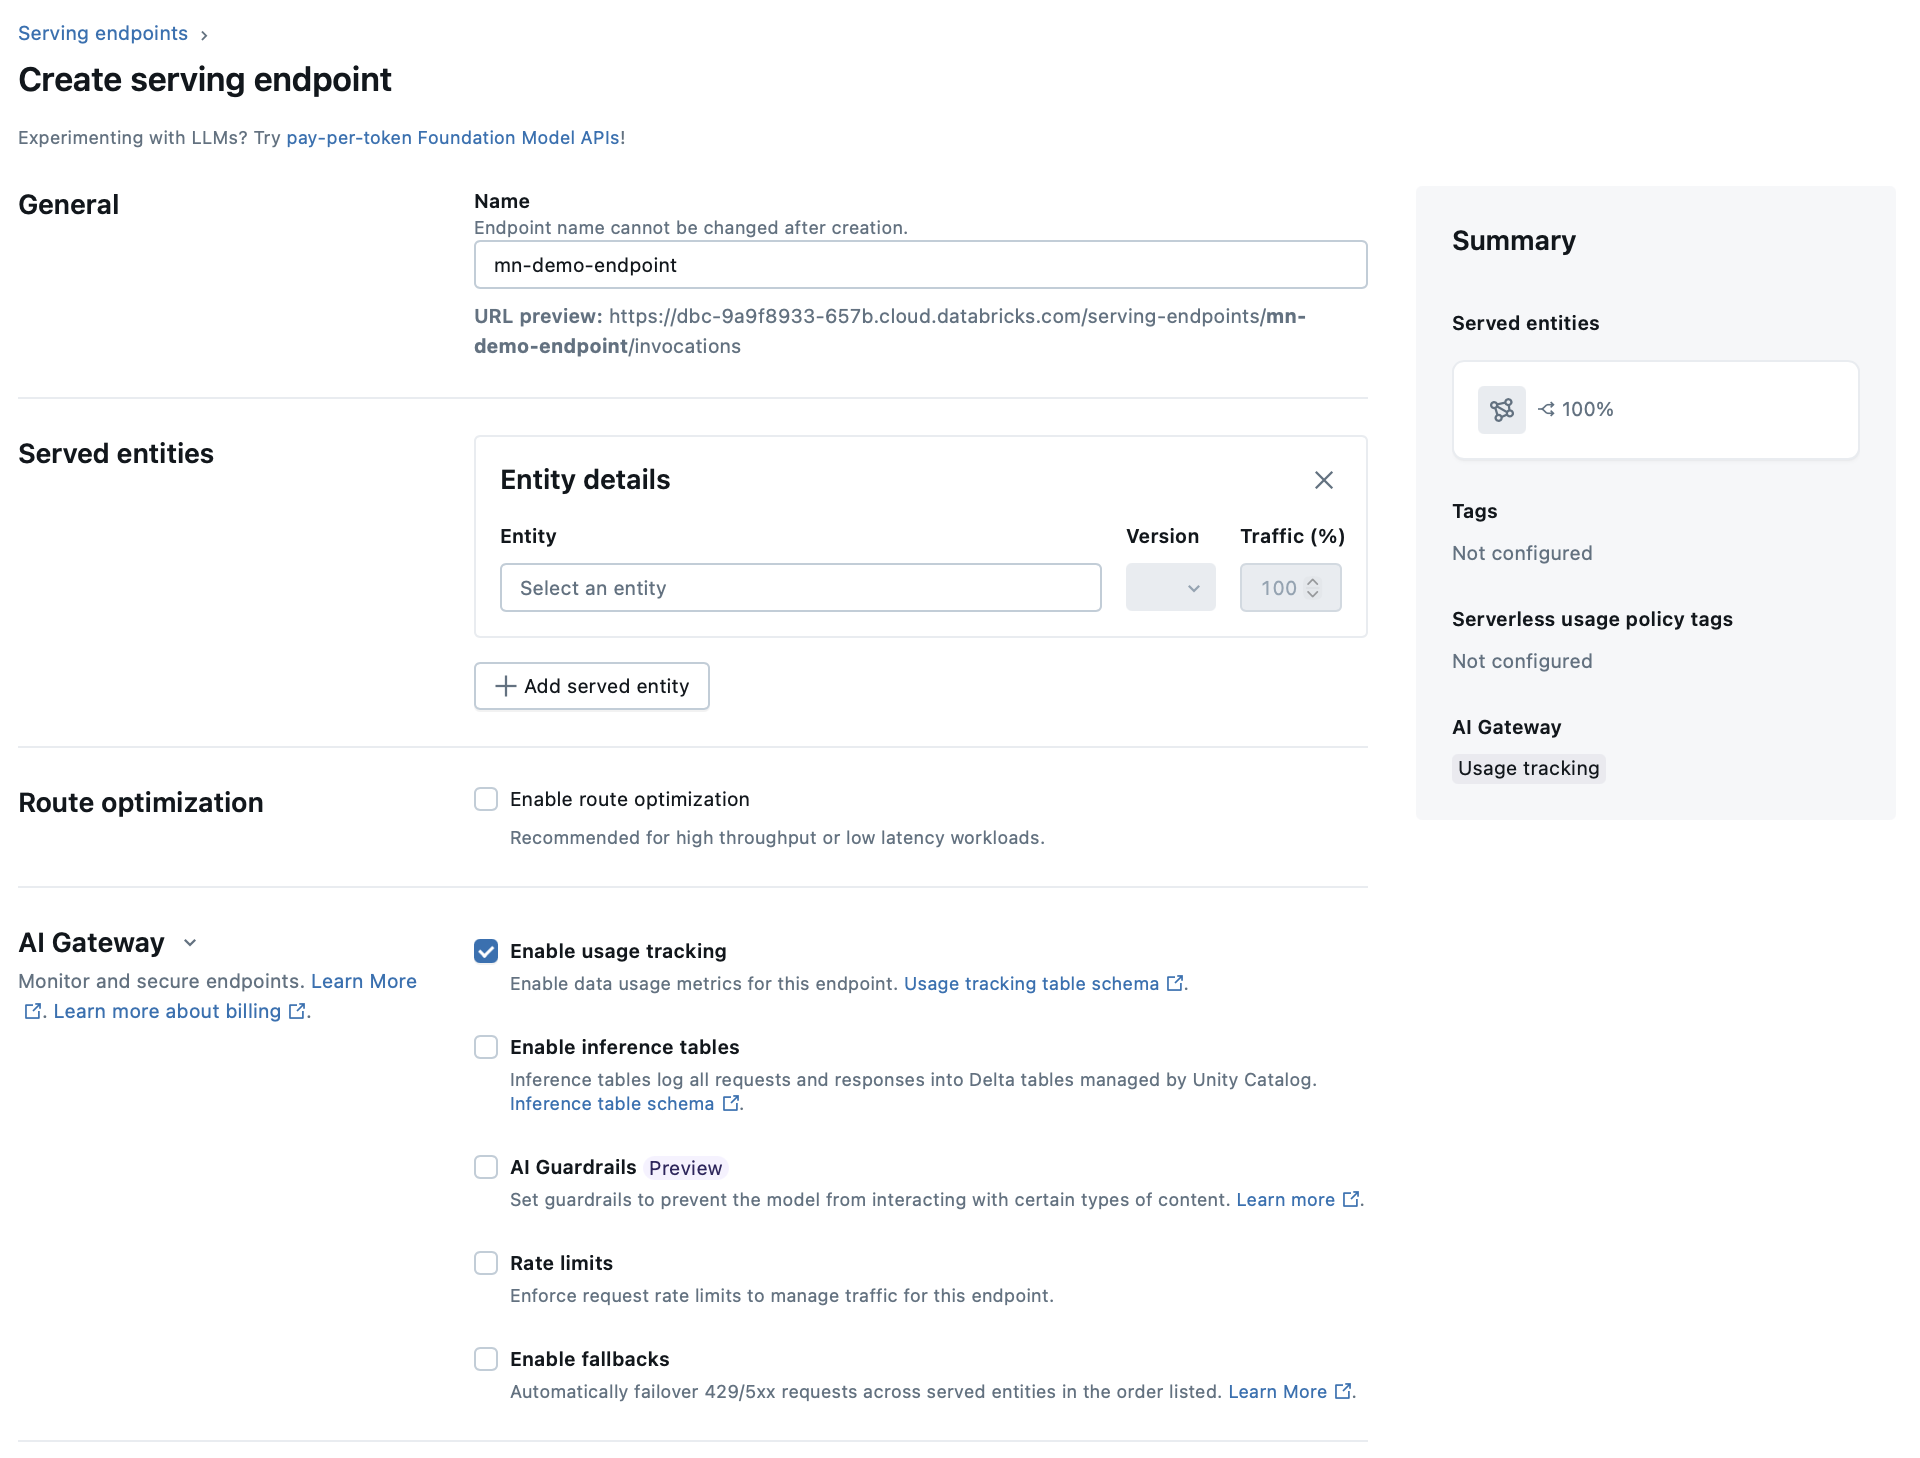 Serving endpoints ›
Create serving endpoint
Experimenting with LLMs? Try pay-per-token Foundation Model APIs!
General
Name
Endpoint name cannot be changed after creation.
mn-demo-endpoint
URL preview: https://dbc-9a9f8933-657b.cloud.databricks.com/serving-endpoints/mn-
demo-endpoint/invocations
Served entities
Entity details
Entity
Version
Traffic (%)
Select an entity
100
Add served entity
Route optimization
Enable route optimization
Recommended for high throughput or low latency workloads.
AI Gateway
Monitor and secure endpoints. Learn More
. Learn more about billing .
Enable usage tracking
Enable data usage metrics for this endpoint. Usage tracking table schema .
Enable inference tables
Inference tables log all requests and responses into Delta tables managed by Unity Catalog.
Inference table schema .
AI Guardrails Preview
Set guardrails to prevent the model from interacting with certain types of content. Learn more .
Rate limits
Enforce request rate limits to manage traffic for this endpoint.
Enable fallbacks
Automatically failover 429/5xx requests across served entities in the order listed. Learn More .
Summary
Served entities
100%
Tags
Not configured
Serverless usage policy tags
Not configured
AI Gateway
Usage tracking